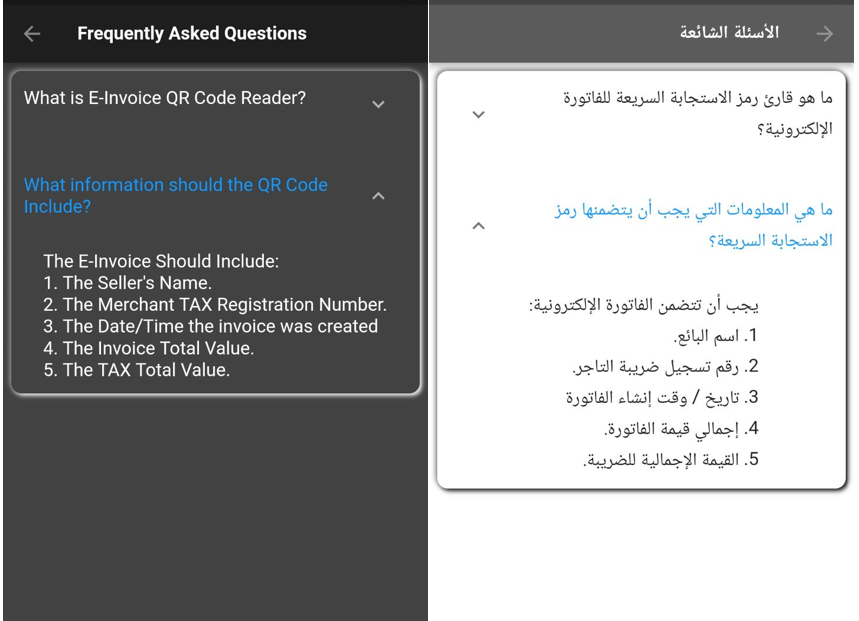 Frequently Asked Questions
What is E-Invoice QR Code Reader?
What information should the QR Code
Include?
The E-Invoice Should Include:
1. The Seller's Name.
2. The Merchant TAX Registration Number.
3. The Date/Time the invoice was created
4. The Invoice Total Value.
5. The TAX Total Value.
الأسئلة الشائعة
ما هو قارئ رمز الاستجابة السريعة للفاتورة
الإلكترونية؟
ما هي المعلومات التي يجب أن يتضمنها رمز
الاستجابة السريعة؟
يجب أن تتضمن الفاتورة الإلكترونية:
1. اسم البائع.
2. رقم تسجيل ضريبة التاجر.
3. تاريخ / وقت إنشاء الفاتورة
4. إجمالي قيمة الفاتورة.
5. القيمة الإجمالية للضريبة.